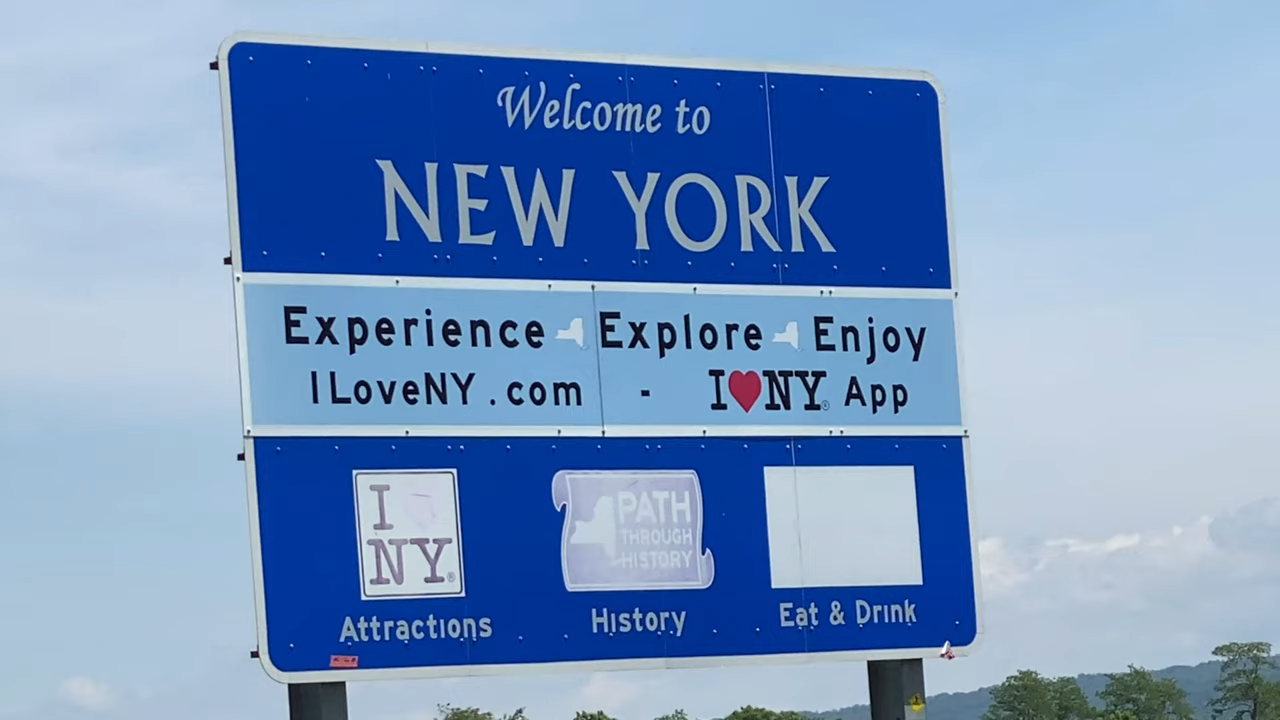 Welcome to
NEW YORK
Experience Explore Enjoy
ILoveNY.com - I♥NY® App
I♥
NY®
PATH
THROUGH
HISTORY
Attractions History Eat & Drink